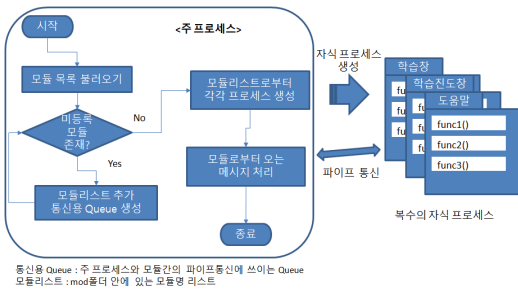 시작
<주 프로세스>
모듈 목록 불러오기
미등록
모듈
존재?
No
Yes
모듈리스트 추가
통신용 Queue 생성
모듈리스트로부터
각각 프로세스 생성
모듈로부터 오는
메시지 처리
종료
자식 프로세스
생성
파이프 통신
학습창
fu
fu
fu
학습진도창
fu
fu
fu
도움말
func1()
func2()
func3()
복수의 자식 프로세스
통신용 Queue : 주 프로세스와 모듈간의 파이프통신에 쓰이는 Queue
모듈리스트 : mod폴더 안에 있는 모듈명 리스트